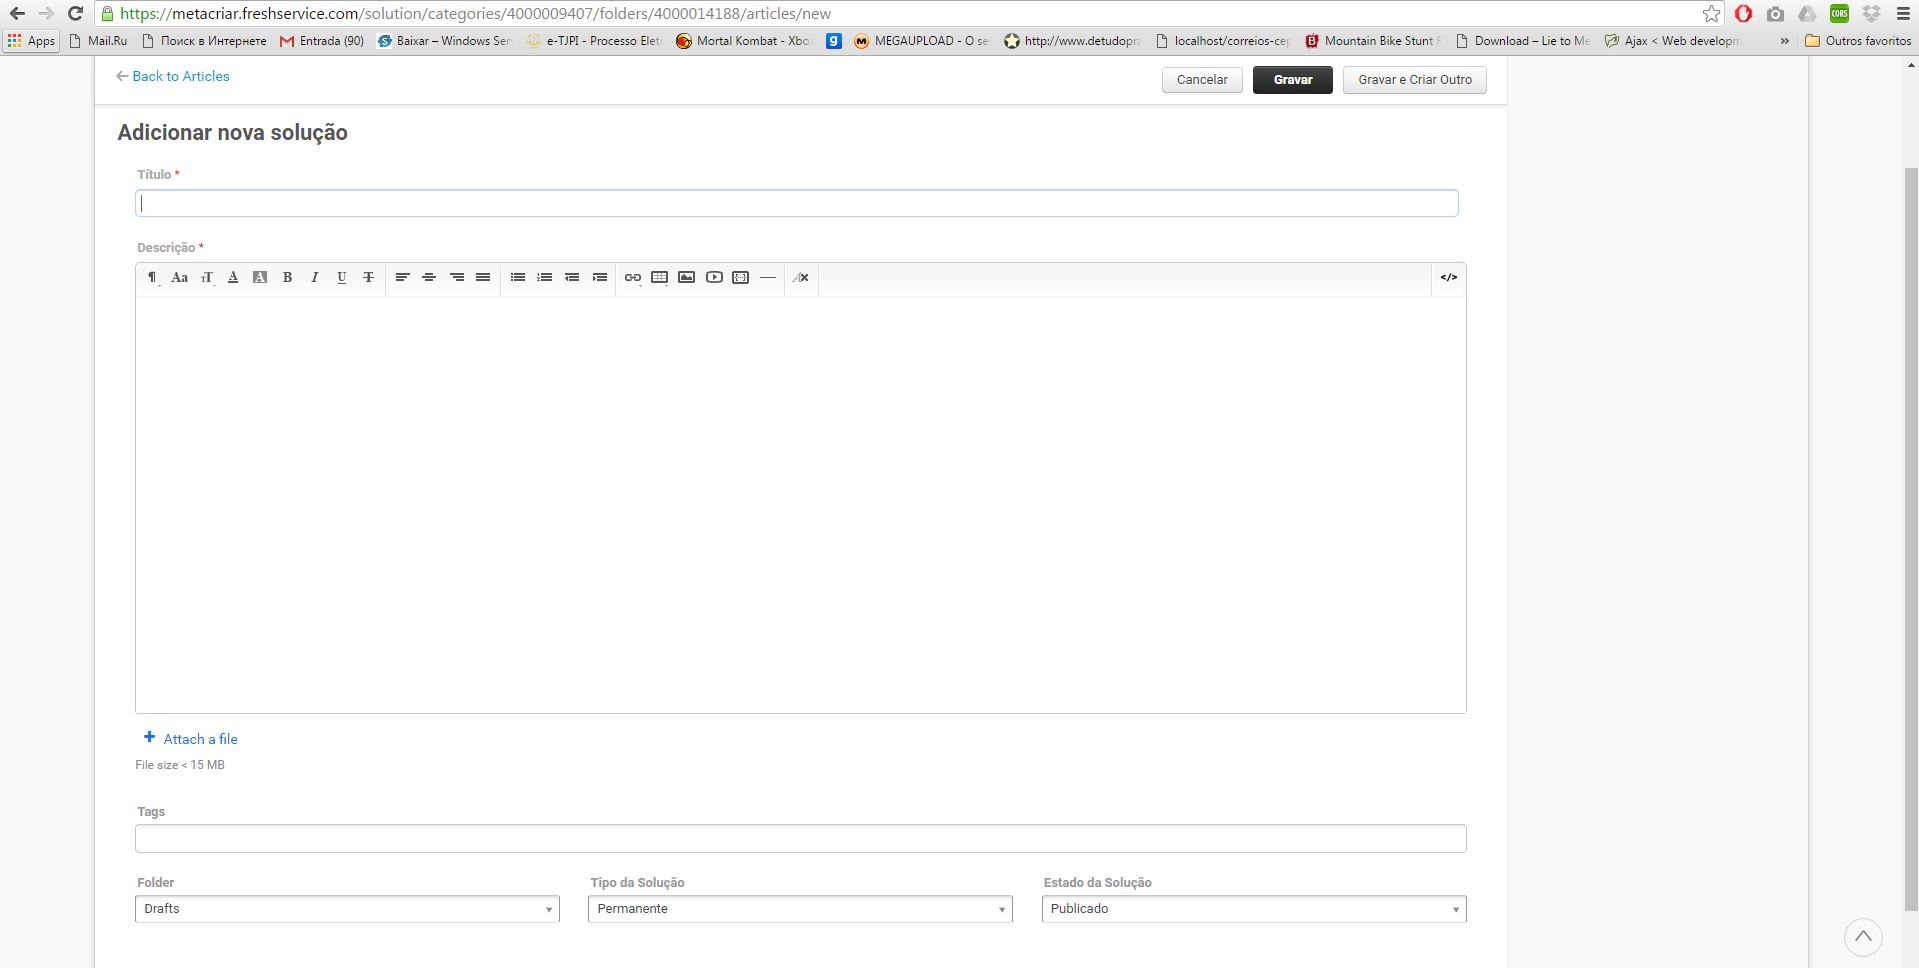 https://metacriar.freshservice.com/solution/categories/4000009407/folders/4000014188/articles/new
CORS
Apps Mail.Ru Поиск в Интернете Entrada (90) Baixar – Windows Ser e-TJPI - Processo Elet Mortal Kombat - Xbo g MEGAUPLOAD - O se http://www.detudopra localhost/correios-cep Mountain Bike Stunt Download – Lie to Me Ajax < Web developm » Outros favoritos
Back to Articles
Cancelar Gravar Gravar e Criar Outro
Adicionar nova solução
Título *
Descrição *
¶ Aa тT A A B I U T </>
Attach a file
File size < 15 MB
Tags
Folder Tipo da Solução Estado da Solução
Drafts Permanente Publicado